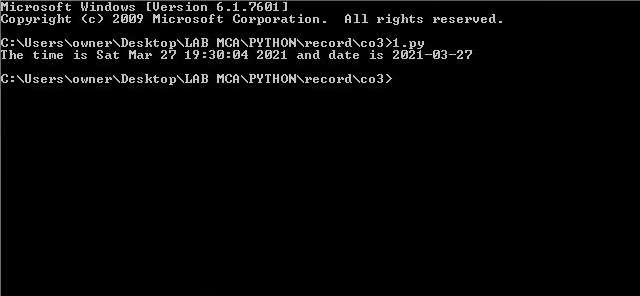 Microsoft Windows [Version 6.1.7601]
Copyright (c) 2009 Microsoft Corporation.  All rights reserved.
C:\Users\owner\Desktop\LAB MCA\PYTHON\record\co3>1.py
The time is Sat Mar 27 19:30:04 2021 and date is 2021-03-27
C:\Users\owner\Desktop\LAB MCA\PYTHON\record\co3>